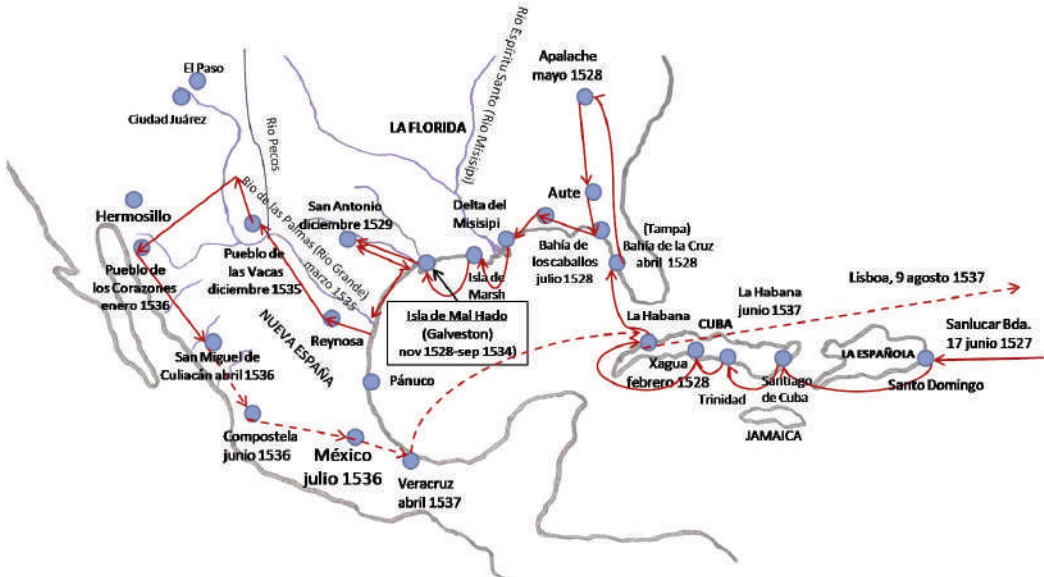 El Paso
Ciudad Juárez
Río Pecos
LA FLORIDA
Río Espíritu Santo (Río Misisipi)
Apalache
mayo 1528
Hermosillo
Río de las Palmas (Río Grande)
marzo 1535
San Antonio
diciembre 1529
Delta del
Misisipi
Aute
(Tampa)
Bahía de la Cruz
abril 1528
Pueblo de
los Corazones
enero 1536
Pueblo de
las Vacas
diciembre 1535
Isla de
Marsh
Bahía de
los caballos
julio 1528
Lisboa, 9 agosto 1537
La Habana
junio 1537
Isla de Mal Hado
(Galveston)
nov 1528-sep 1534)
NUEVA ESPAÑA
Reynosa
La Habana
CUBA
Sanlucar Bda.
17 junio 1527
San Miguel de
Culiacán abril 1536
Pánuco
Xagua
febrero 1528
Trinidad
Santiago
de Cuba
LA ESPAÑOLA
Santo Domingo
JAMAICA
Compostela
junio 1536
México
julio 1536
Veracruz
abril 1537